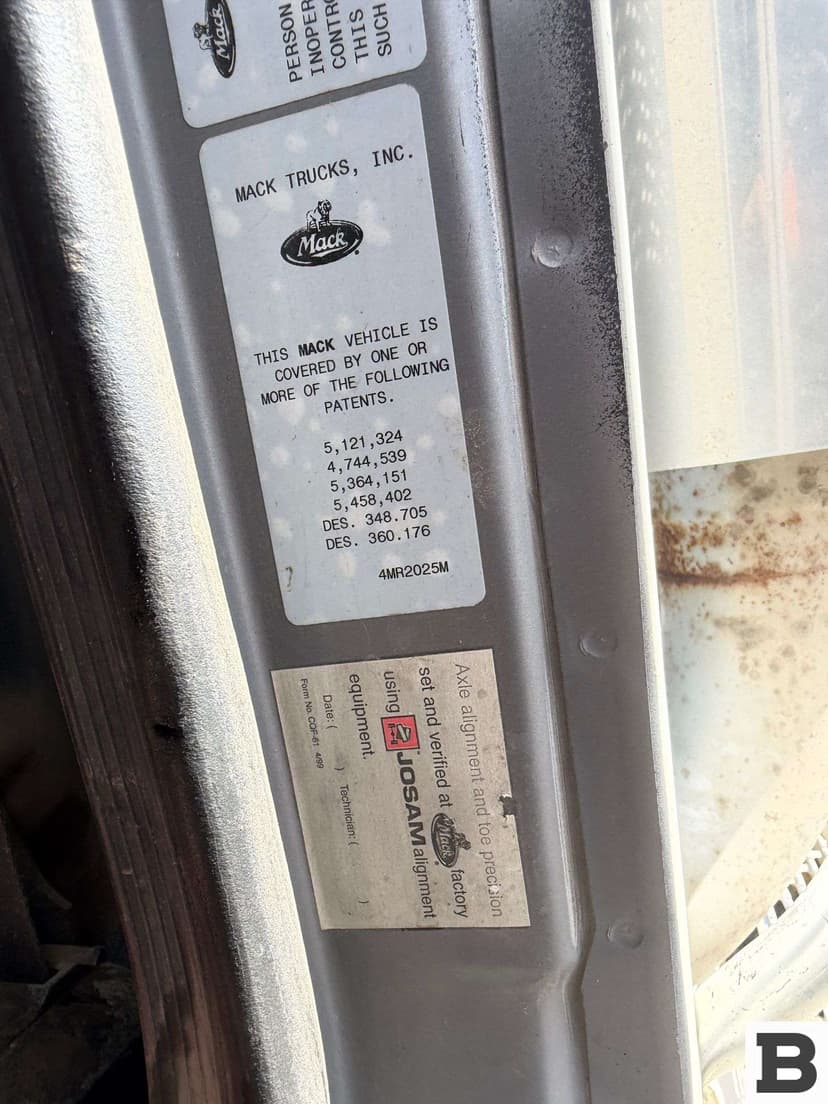 Mack
PERSON
INOPER
CONTR
THIS
SUCH
MACK TRUCKS, INC.
Mack
THIS MACK VEHICLE IS
COVERED BY ONE OR
MORE OF THE FOLLOWING
PATENTS.
5,121,324
4,744,539
5,364,151
5,458,402
DES. 348.705
DES. 360.176
4MR2025M
Axle alignment and toe precision
set and verified at Mack factory
using JOSAM alignment
equipment.
Date: ( ) Technician: ( )
Form No. COF-61 4/99
B